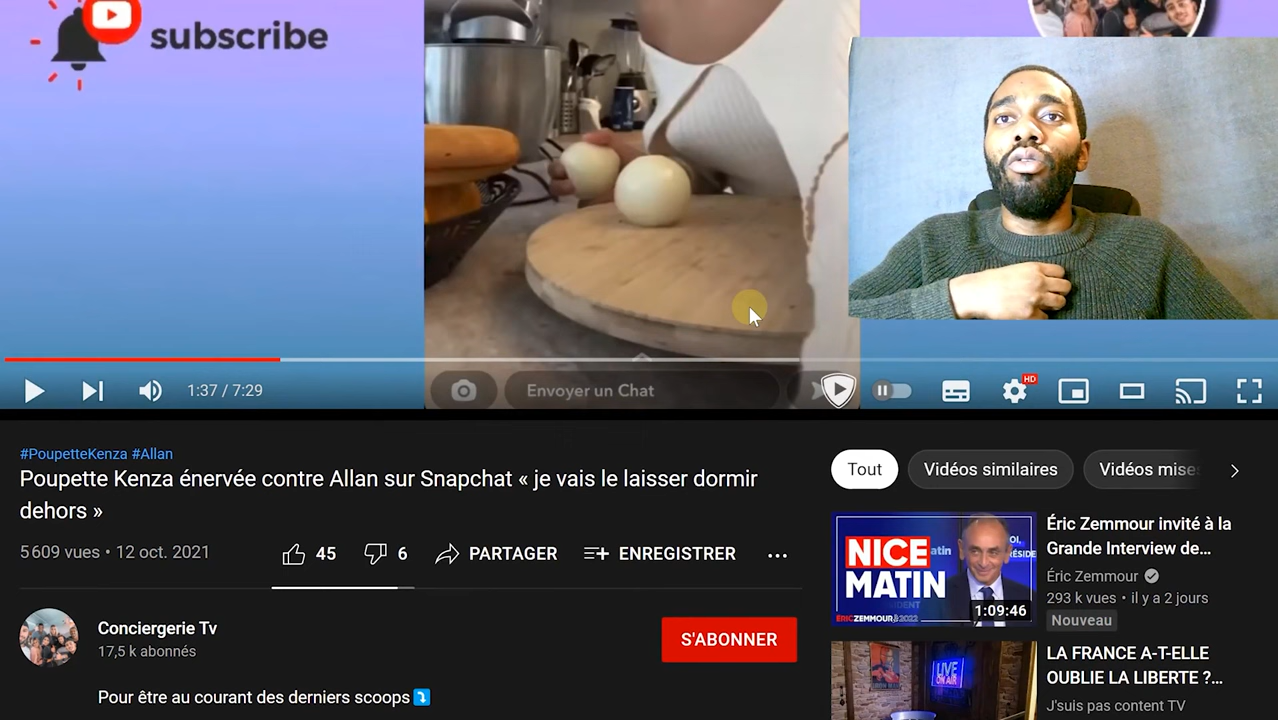 subscribe
Envoyer un Chat
1:37 / 7:29
HD
#PoupetteKenza #Allan
Poupette Kenza énervée contre Allan sur Snapchat « je vais le laisser dormir
dehors »
5 609 vues • 12 oct. 2021
45
6
PARTAGER
ENREGISTRER
Conciergerie Tv
17,5 k abonnés
S'ABONNER
Pour être au courant des derniers scoops
Tout
Vidéos similaires
Vidéos mises
NICE
MATIN
1:09:46
Éric Zemmour invité à la
Grande Interview de...
Éric Zemmour
293 k vues • il y a 2 jours
Nouveau
LIVE
ON AIR
LA FRANCE A-T-ELLE
OUBLIE LA LIBERTE ?...
J'suis pas content TV